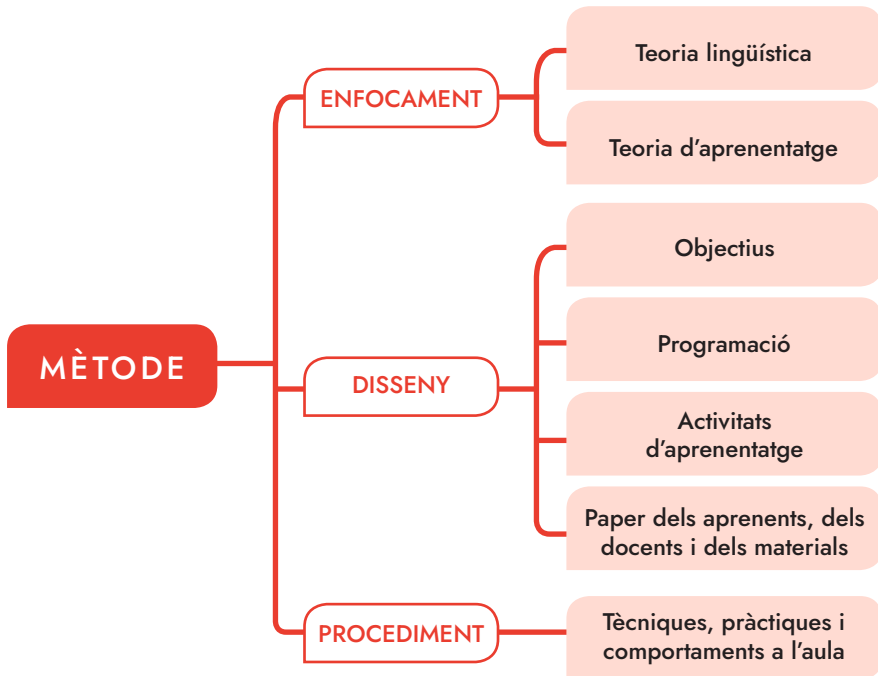 MÈTODE
ENFOCAMENT
Teoria lingüística
Teoria d’aprenentatge
DISSENY
Objectius
Programació
Activitats
d’aprenentatge
Paper dels aprenents, dels
docents i dels materials
PROCEDIMENT
Tècniques, pràctiques i
comportaments a l’aula